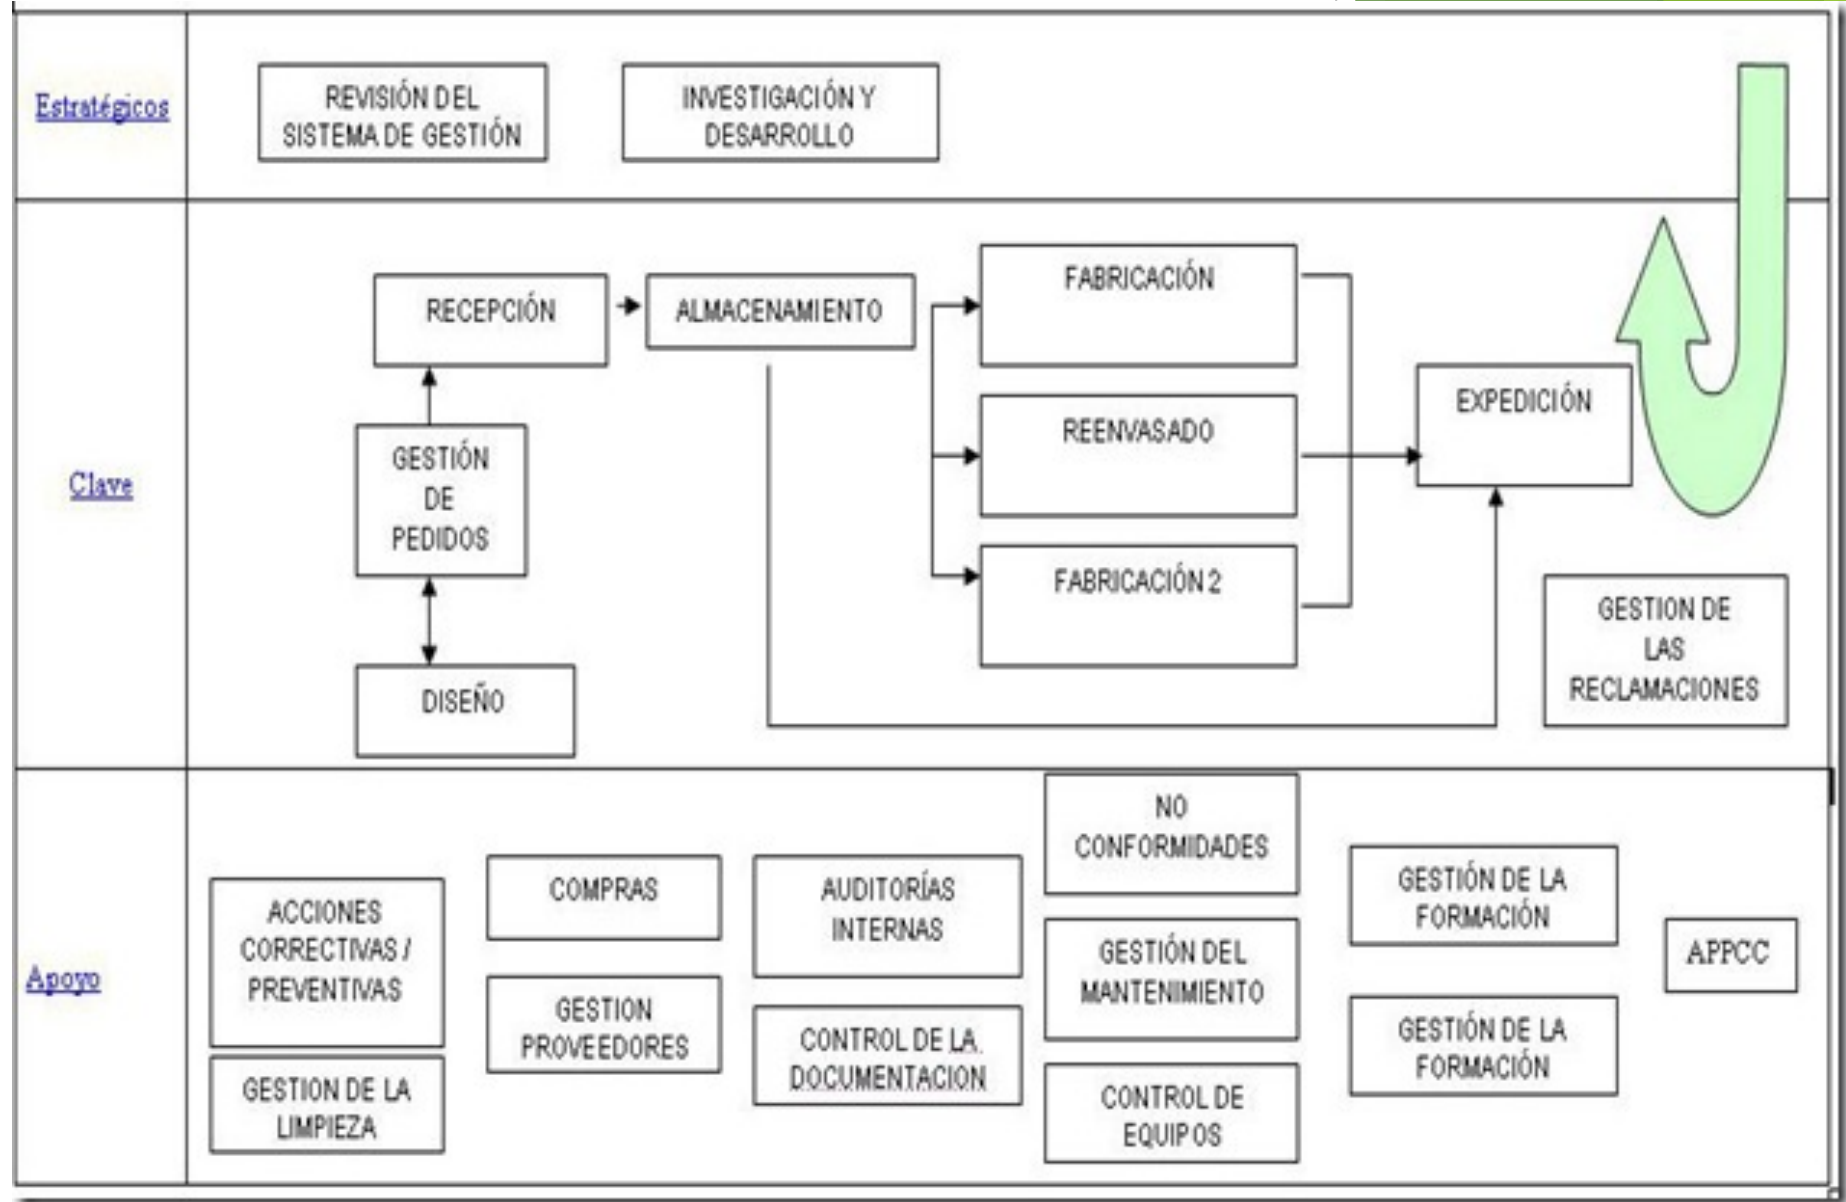 Estratégicos
REVISIÓN DEL
SISTEMA DE GESTIÓN
INVESTIGACIÓN Y
DESARROLLO
Clave
RECEPCIÓN
ALMACENAMIENTO
FABRICACIÓN
REENVASADO
FABRICACIÓN 2
EXPEDICIÓN
GESTIÓN
DE
PEDIDOS
DISEÑO
GESTION DE
LAS
RECLAMACIONES
Apoyo
ACCIONES
CORRECTIVAS /
PREVENTIVAS
GESTION DE LA
LIMPIEZA
COMPRAS
GESTION
PROVEEDORES
AUDITORÍAS
INTERNAS
CONTROL DE LA
DOCUMENTACION
NO
CONFORMIDADES
GESTIÓN DEL
MANTENIMIENTO
CONTROL DE
EQUIPOS
GESTIÓN DE LA
FORMACIÓN
GESTIÓN DE LA
FORMACIÓN
APPCC